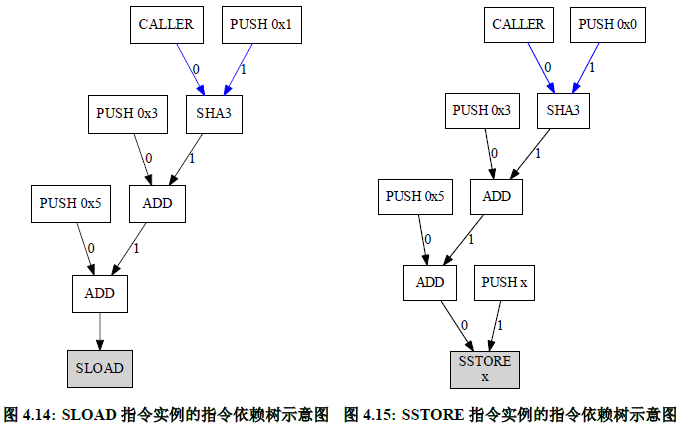 CALLER
PUSH 0x1
0
1
PUSH 0x3
SHA3
0
1
PUSH 0x5
ADD
0
1
ADD
SLOAD
图 4.14: SLOAD 指令实例的指令依赖树示意图
CALLER
PUSH 0x0
0
1
PUSH 0x3
SHA3
0
1
PUSH 0x5
ADD
0
1
ADD
PUSH x
0
1
SSTORE
x
图 4.15: SSTORE 指令实例的指令依赖树示意图